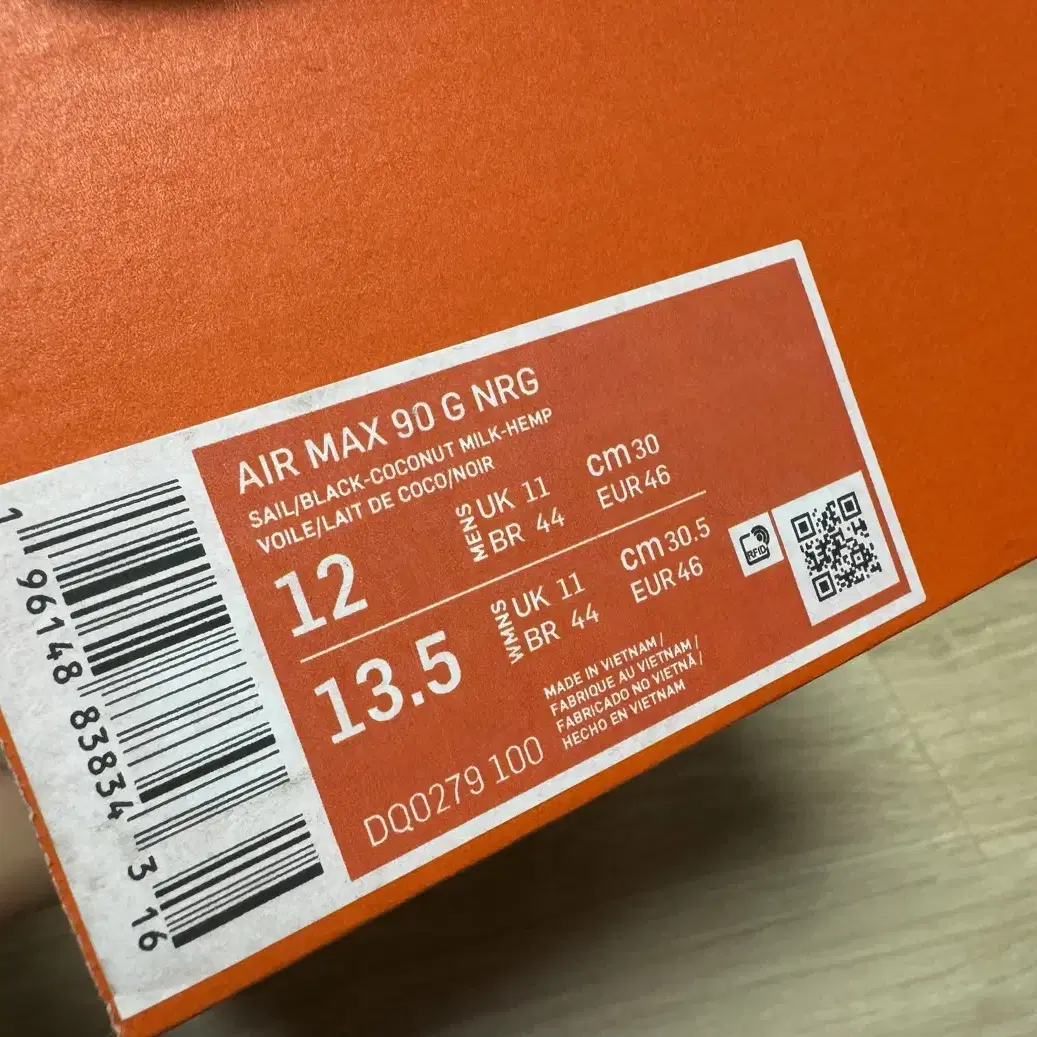 AIR MAX 90 G NRG
SAIL/BLACK-COCONUT MILK-HEMP
VOILE/LAIT DE COCO/NOIR
12
MENS
UK 11
BR 44
cm 30
EUR 46
13.5
WMNS
UK 11
BR 44
cm 30.5
EUR 46
RFID
MADE IN VIETNAM /
FABRIQUE AU VIETNAM /
FABRICADO NO VIETNÃ /
HECHO EN VIETNAM
DQ0279 100
1 96148 83834 3 16